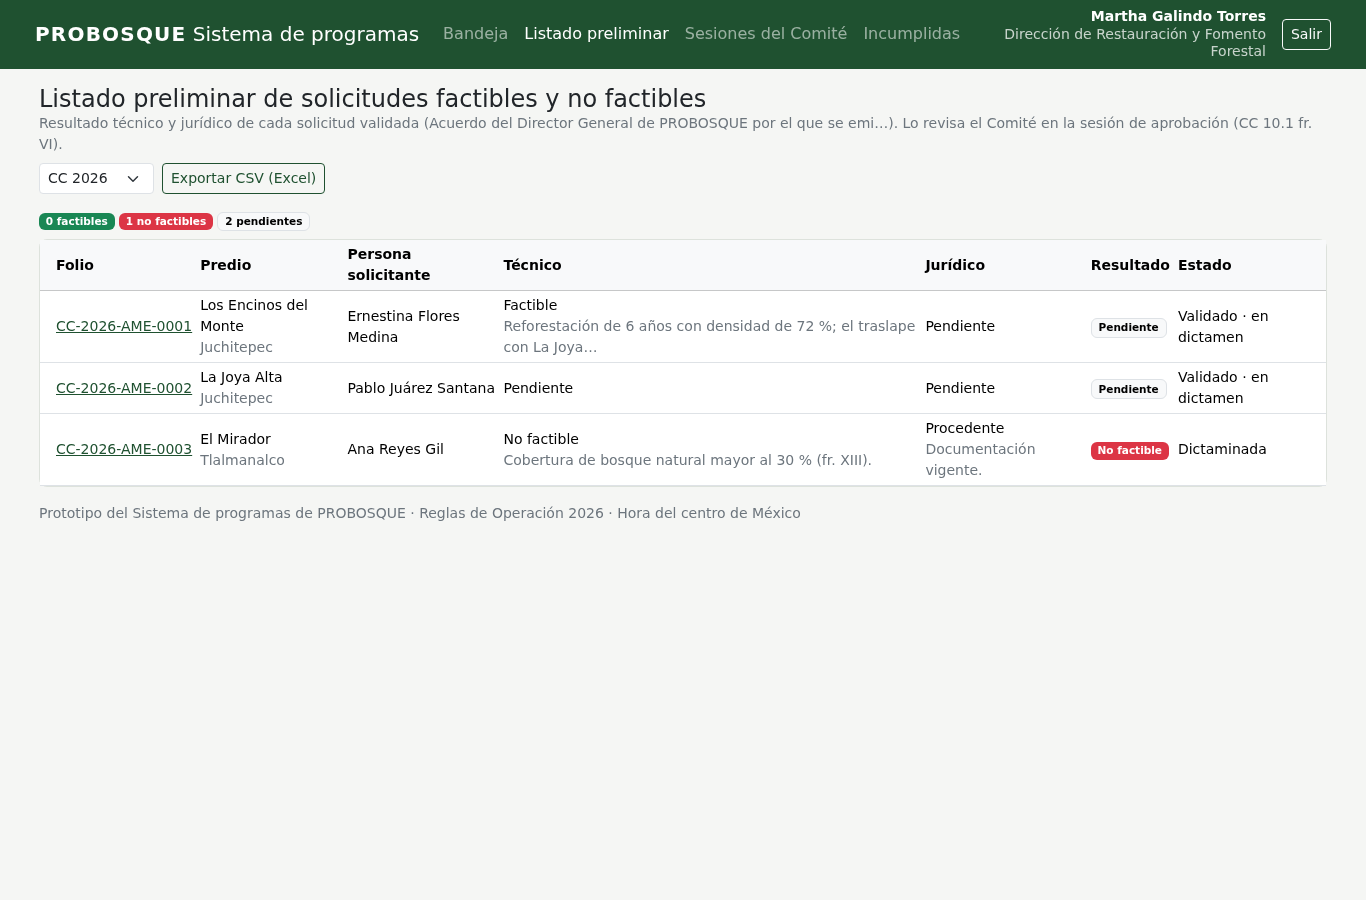 PROBOSQUE Sistema de programas
Bandeja
Listado preliminar
Sesiones del Comité
Incumplidas
Martha Galindo Torres
Dirección de Restauración y Fomento
Forestal
Salir
Listado preliminar de solicitudes factibles y no factibles
Resultado técnico y jurídico de cada solicitud validada (Acuerdo del Director General de PROBOSQUE por el que se emi…). Lo revisa el Comité en la sesión de aprobación (CC 10.1 fr.
VI).
CC 2026
Exportar CSV (Excel)
0 factibles
1 no factibles
2 pendientes
Folio
Predio
Persona
solicitante
Técnico
Jurídico
Resultado
Estado
CC-2026-AME-0001
Los Encinos del
Monte
Juchitepec
Ernestina Flores
Medina
Factible
Reforestación de 6 años con densidad de 72 %; el traslape
con La Joya…
Pendiente
Pendiente
Validado · en
dictamen
CC-2026-AME-0002
La Joya Alta
Juchitepec
Pablo Juárez Santana
Pendiente
Pendiente
Pendiente
Validado · en
dictamen
CC-2026-AME-0003
El Mirador
Tlalmanalco
Ana Reyes Gil
No factible
Cobertura de bosque natural mayor al 30 % (fr. XIII).
Procedente
Documentación
vigente.
No factible
Dictaminada
Prototipo del Sistema de programas de PROBOSQUE · Reglas de Operación 2026 · Hora del centro de México